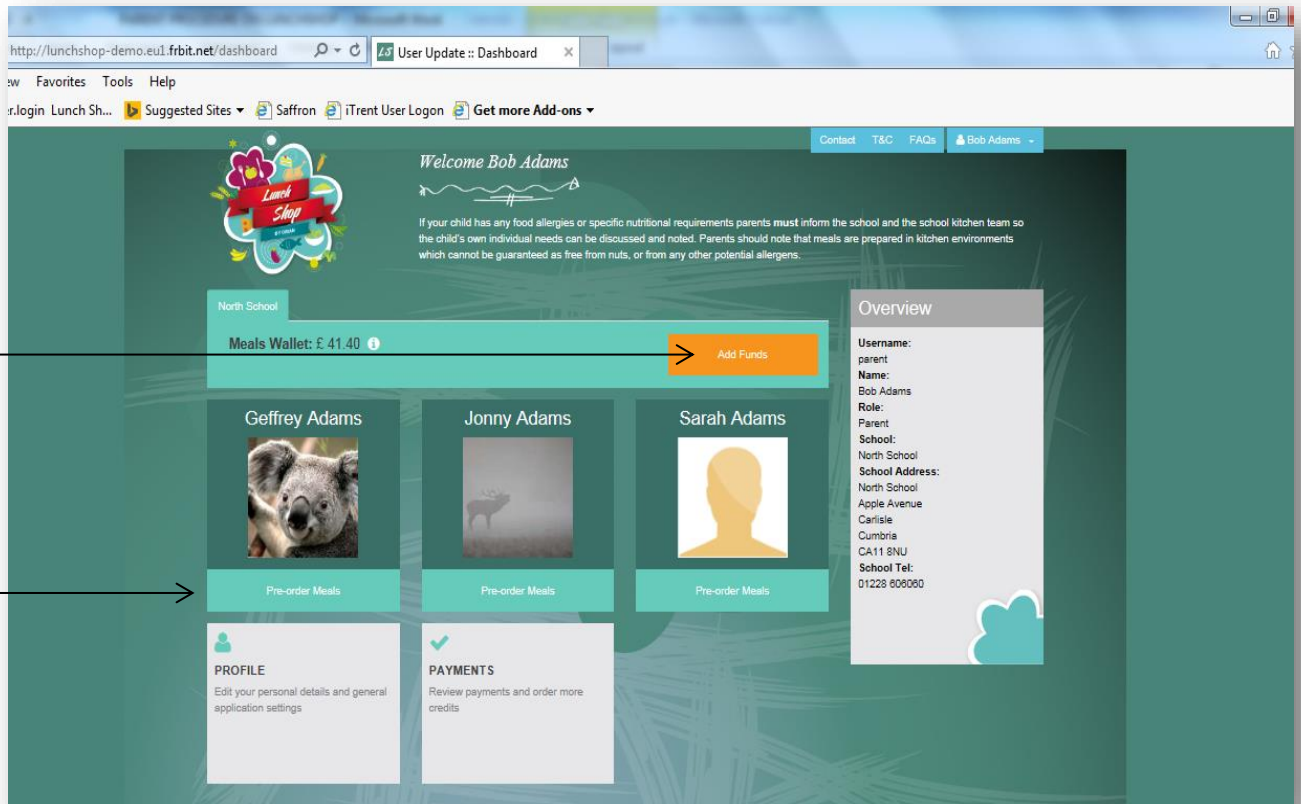 http://lunchshop-demo.eu1.frbit.net/dashboard
LS User Update :: Dashboard
ew Favorites Tools Help
r.login Lunch Sh... Suggested Sites Saffron iTrent User Logon Get more Add-ons
Contact T&C FAQs Bob Adams
Lunch
Shop
Welcome Bob Adams
If your child has any food allergies or specific nutritional requirements parents must inform the school and the school kitchen team so
the child's own individual needs can be discussed and noted. Parents should note that meals are prepared in kitchen environments
which cannot be guaranteed as free from nuts, or from any other potential allergens.
North School
Meals Wallet: £ 41.40
Add Funds
Geffrey Adams
Jonny Adams
Sarah Adams
Pre-order Meals
Pre-order Meals
Pre-order Meals
PROFILE
Edit your personal details and general
application settings
PAYMENTS
Review payments and order more
credits
Overview
Username:
parent
Name:
Bob Adams
Role:
Parent
School:
North School
School Address:
North School
Apple Avenue
Carlisle
Cumbria
CA11 8NU
School Tel:
01228 606060